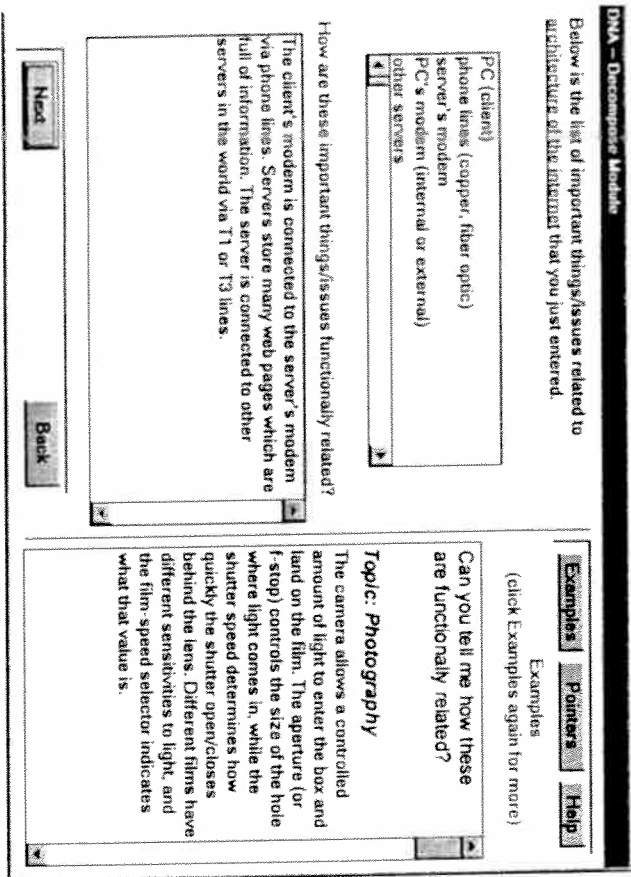 DNA – Decompose Module
Below is the list of important things/issues related to
architecture of the internet that you just entered.
PC (client)
phone lines (copper, fiber optic)
server's modem
PC's modem (internal or external)
other servers
How are these important things/issues functionally related?
The client's modem is connected to the server's modem
via phone lines. Servers store many web pages which are
full of information. The server is connected to other
servers in the world via T1 or T3 lines.
Next
Back
Examples
Pointers
Help
Examples
(click Examples again for more)
Can you tell me how these
are functionally related?
Topic: Photography
The camera allows a controlled
amount of light to enter the box and
land on the film. The aperture (or
f-stop) controls the size of the hole
where light comes in, while the
shutter speed determines how
quickly the shutter open/closes
behind the lens. Different films have
different sensitivities to light, and
the film-speed selector indicates
what that value is.